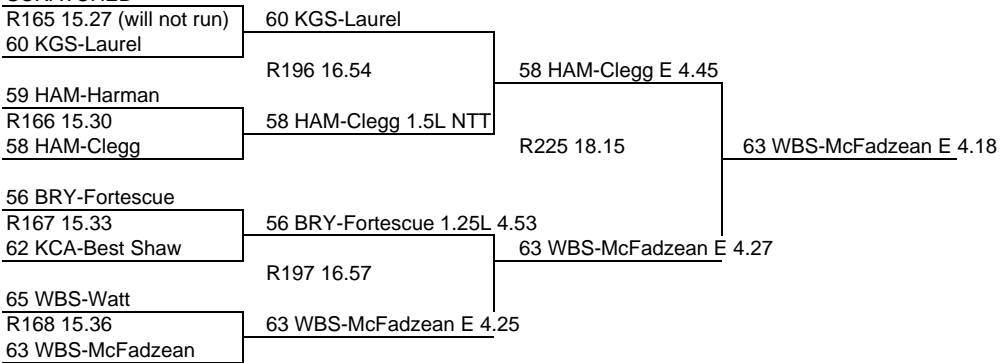 R165 15.27 (will not run)
60 KGS-Laurel
60 KGS-Laurel
R196 16.54
58 HAM-Clegg E 4.45
59 HAM-Harman
R166 15.30
58 HAM-Clegg 1.5L NTT
58 HAM-Clegg
R225 18.15
63 WBS-McFadzean E 4.18
56 BRY-Fortescue
R167 15.33
56 BRY-Fortescue 1.25L 4.53
62 KCA-Best Shaw
63 WBS-McFadzean E 4.27
R197 16.57
65 WBS-Watt
R168 15.36
63 WBS-McFadzean E 4.25
63 WBS-McFadzean